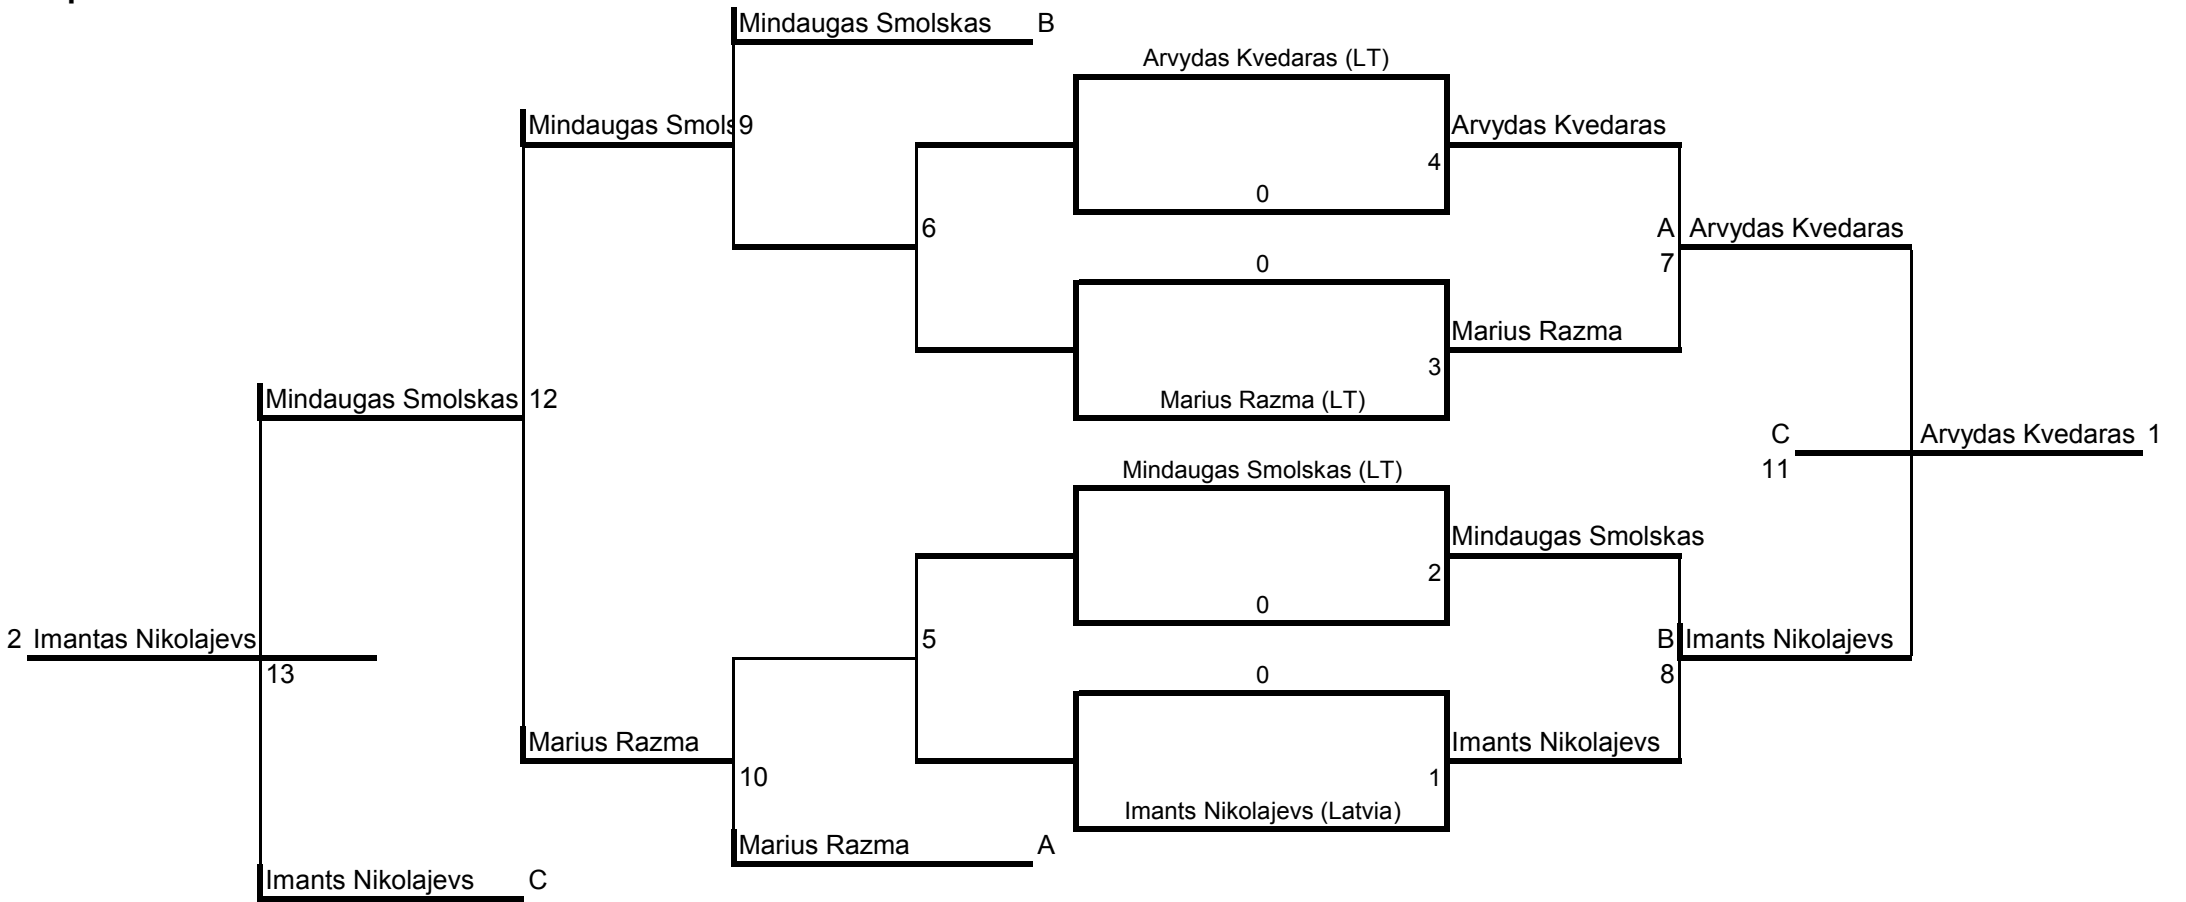 Mindaugas Smolskas B
Arvydas Kvedaras (LT)
Mindaugas Smols 9
Arvydas Kvedaras
4
0
6
A Arvydas Kvedaras
7
0
Marius Razma
3
Marius Razma (LT)
Mindaugas Smolskas 12
C
Arvydas Kvedaras 1
11
Mindaugas Smolskas (LT)
Mindaugas Smolskas
2
0
5
B Imants Nikolajevs
8
2 Imantas Nikolajevs
13
0
Marius Razma
Imants Nikolajevs
10
1
Imants Nikolajevs (Latvia)
Marius Razma A
Imants Nikolajevs C